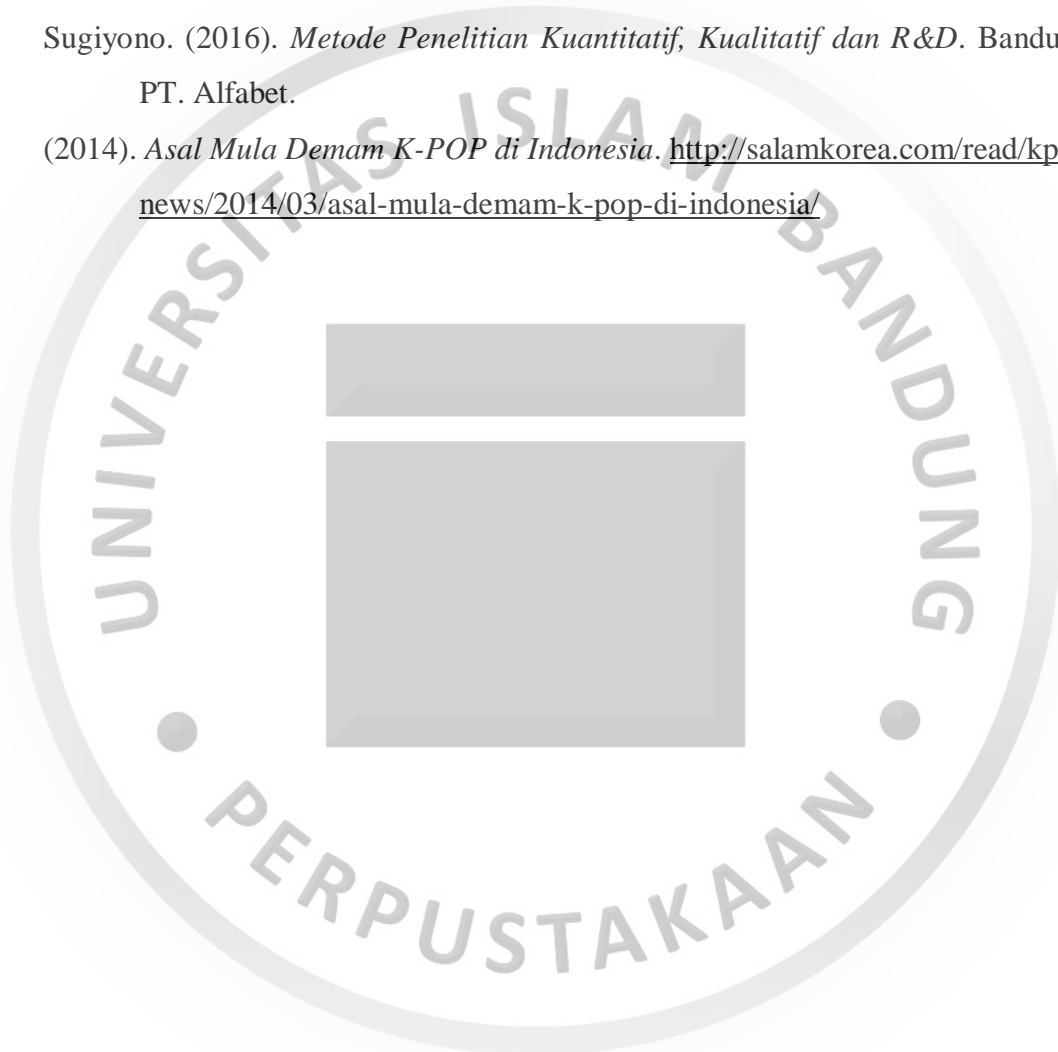 Sugiyono. (2016). Metode Penelitian Kuantitatif, Kualitatif dan R&D. Bandu
PT. Alfabet.
(2014). Asal Mula Demam K-POP di Indonesia. http://salamkorea.com/read/kp
news/2014/03/asal-mula-demam-k-pop-di-indonesia/
UNIVERSITAS ISLAM BANDUNG
PERPUSTAKAAN